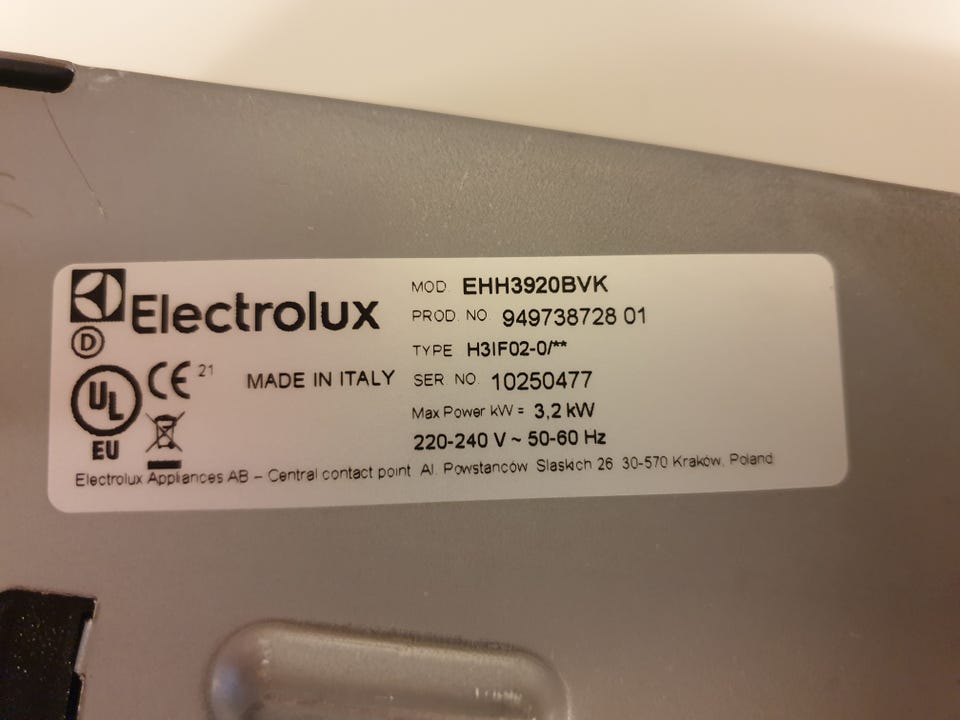 Electrolux
MOD. EHH3920BVK
PROD. NO. 949738728 01
TYPE H3IF02-0/**
D
UL
EU
CE 21
MADE IN ITALY
SER NO. 10250477
Max Power kW = 3,2 kW
220-240 V ~ 50-60 Hz
Electrolux Appliances AB – Central contact point Al. Powstańców Slaskich 26 30-570 Kraków, Poland